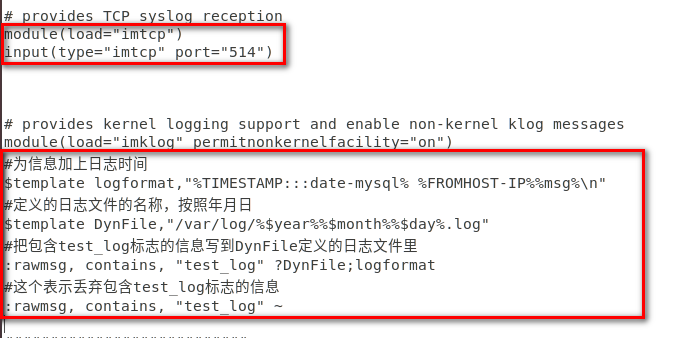 # provides TCP syslog reception
module(load="imtcp")
input(type="imtcp" port="514")
# provides kernel logging support and enable non-kernel klog messages
module(load="imklog" permitnonkernelfacility="on")
#为信息加上日志时间
$template logformat,"%TIMESTAMP:::date-mysql% %FROMHOST-IP%%msg%\n"
#定义的日志文件的名称，按照年月日
$template DynFile,"/var/log/%$year%%$month%%$day%.log"
#把包含test_log标志的信息写到DynFile定义的日志文件里
:rawmsg, contains, "test_log" ?DynFile;logformat
#这个表示丢弃包含test_log标志的信息
:rawmsg, contains, "test_log" ~